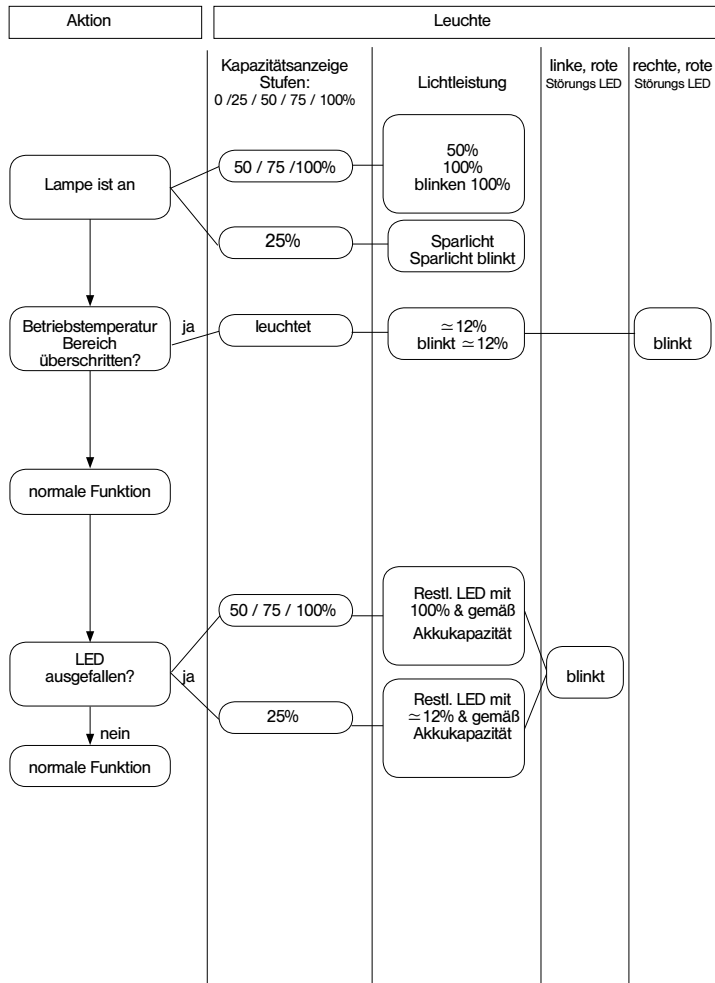 Aktion
Leuchte
Kapazitätsanzeige
Stufen:
0 /25 / 50 / 75 / 100%
Lichtleistung
linke, rote
Störungs LED
rechte, rote
Störungs LED
Lampe ist an
50 / 75 /100%
50%
100%
blinken 100%
25%
Sparlicht
Sparlicht blinkt
Betriebstemperatur
Bereich
überschritten?
ja
leuchtet
≃ 12%
blinkt ≃ 12%
blinkt
normale Funktion
LED
ausgefallen?
ja
50 / 75 / 100%
Restl. LED mit
100% & gemäß
Akkukapazität
25%
Restl. LED mit
≃ 12% & gemäß
Akkukapazität
blinkt
nein
normale Funktion